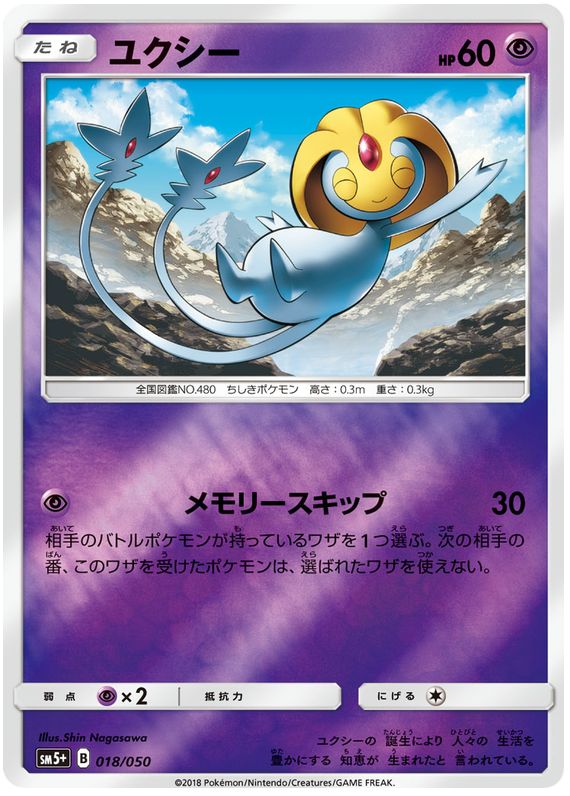 たね ユクシー HP60
全国図鑑NO.480 ちしきポケモン 高さ:0.3m 重さ:0.3kg
メモリースキップ 30
相手のバトルポケモンが持っているワザを1つ選ぶ。次の相手の
番、このワザを受けたポケモンは、選ばれたワザを使えない。
弱点 ×2 抵抗力 にげる
Illus.Shin Nagasawa
SM5+ B 018/050
ユクシーの 誕生により 人々の 生活を
豊かにする 知恵が 生まれたと 言われている。
©2018 Pokémon/Nintendo/Creatures/GAME FREAK.